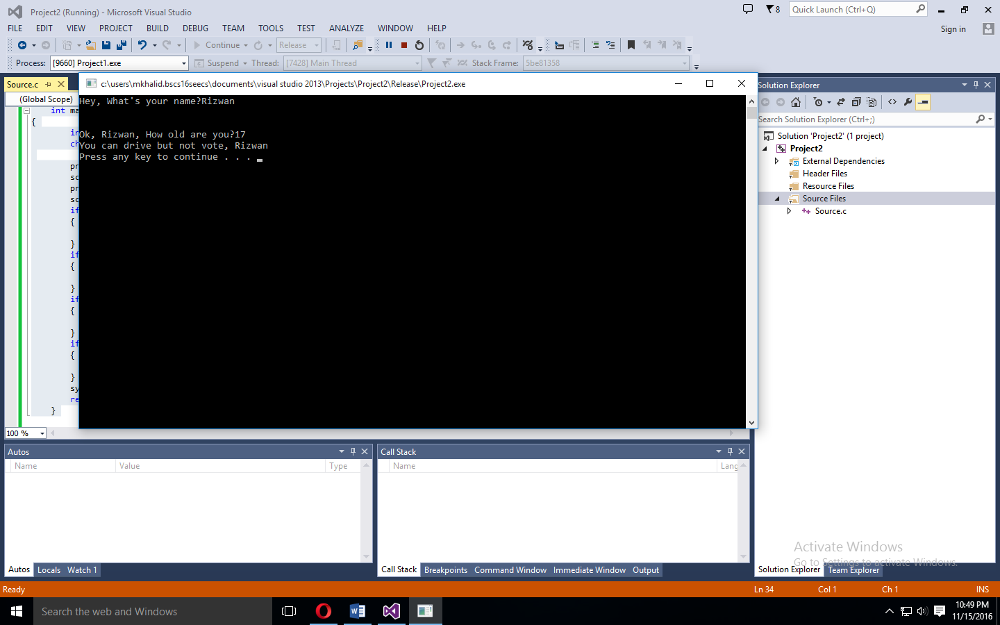 Project2 (Running) - Microsoft Visual Studio
8
Quick Launch (Ctrl+Q)
FILE EDIT VIEW PROJECT BUILD DEBUG TEAM TOOLS TEST ANALYZE WINDOW HELP
Sign in
Continue Release
Process: [9660] Project1.exe Suspend Thread: [7428] Main Thread Stack Frame: 5be81358
Source.c
c:\users\mkhalid.bscs16seecs\documents\visual studio 2013\Projects\Project2\Release\Project2.exe
(Global Scope)
Hey, What's your name?Rizwan
Ok, Rizwan, How old are you?17
You can drive but not vote, Rizwan
Press any key to continue . . .
int ma
{
in
ch
pr
sc
pr
sc
if
{
}
if
{
}
if
{
}
if
{
}
sy
re
}
100 %
Solution Explorer
Search Solution Explorer (Ctrl+;)
Solution 'Project2' (1 project)
Project2
External Dependencies
Header Files
Resource Files
Source Files
Source.c
Autos
Name Value Type
Call Stack
Name Lang
Activate Windows
Go to Settings to activate Windows.
Autos Locals Watch 1
Call Stack Breakpoints Command Window Immediate Window Output
Solution Explorer Team Explorer
Ready
Ln 34 Col 1 Ch 1 INS
Search the web and Windows
10:49 PM
11/15/2016